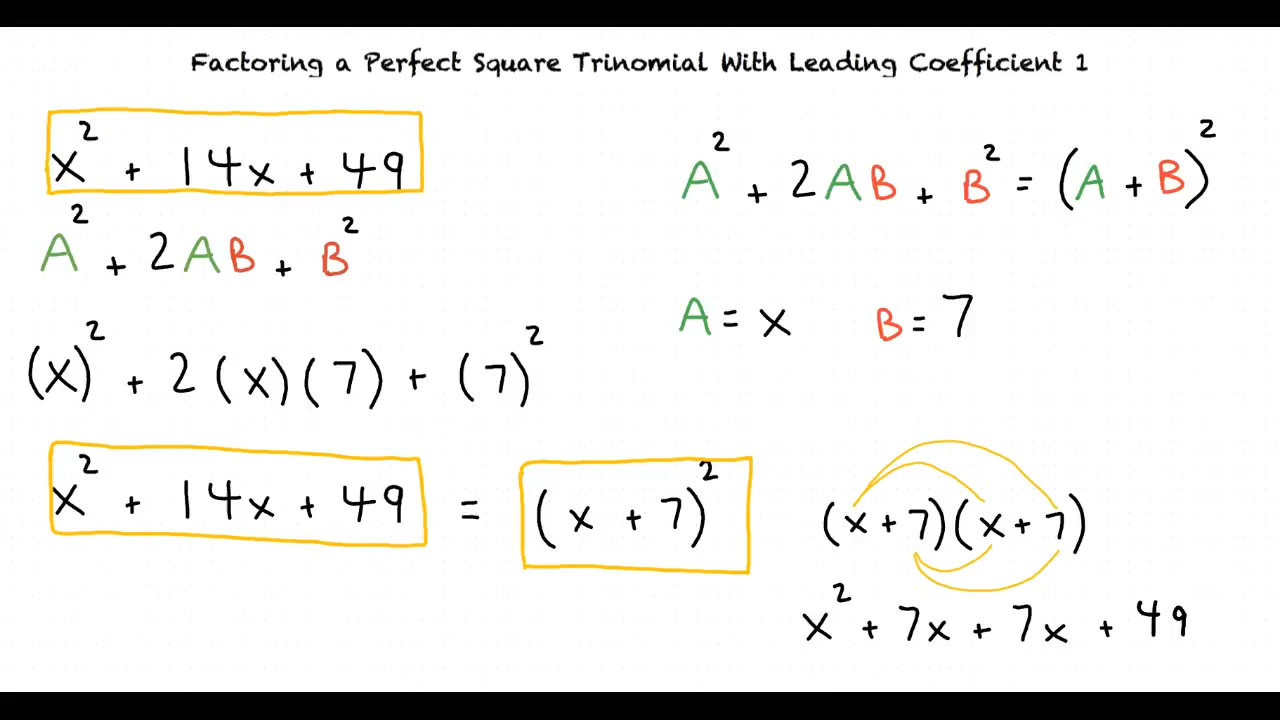 Factoring a Perfect Square Trinomial With Leading Coefficient 1
x² + 14x + 49
A² + 2AB + B²
(x)² + 2(x)(7) + (7)²
x² + 14x + 49 = (x + 7)²
A² + 2AB + B² = (A + B)²
A = x B = 7
(x + 7)(x + 7)
x² + 7x + 7x + 49